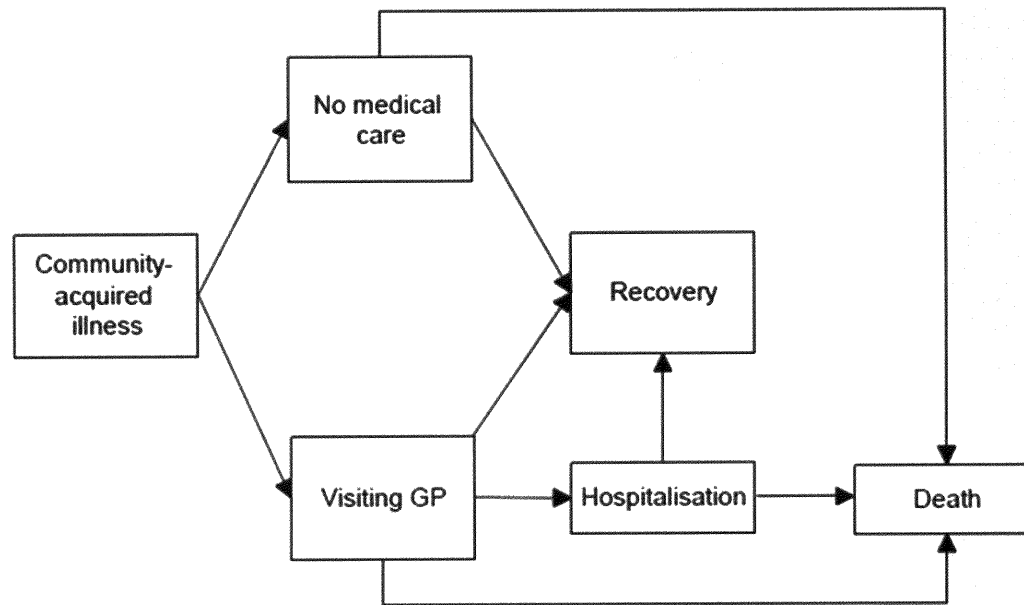 No medical
care
Community-
acquired
illness
Recovery
Visiting GP
Hospitalisation
Death